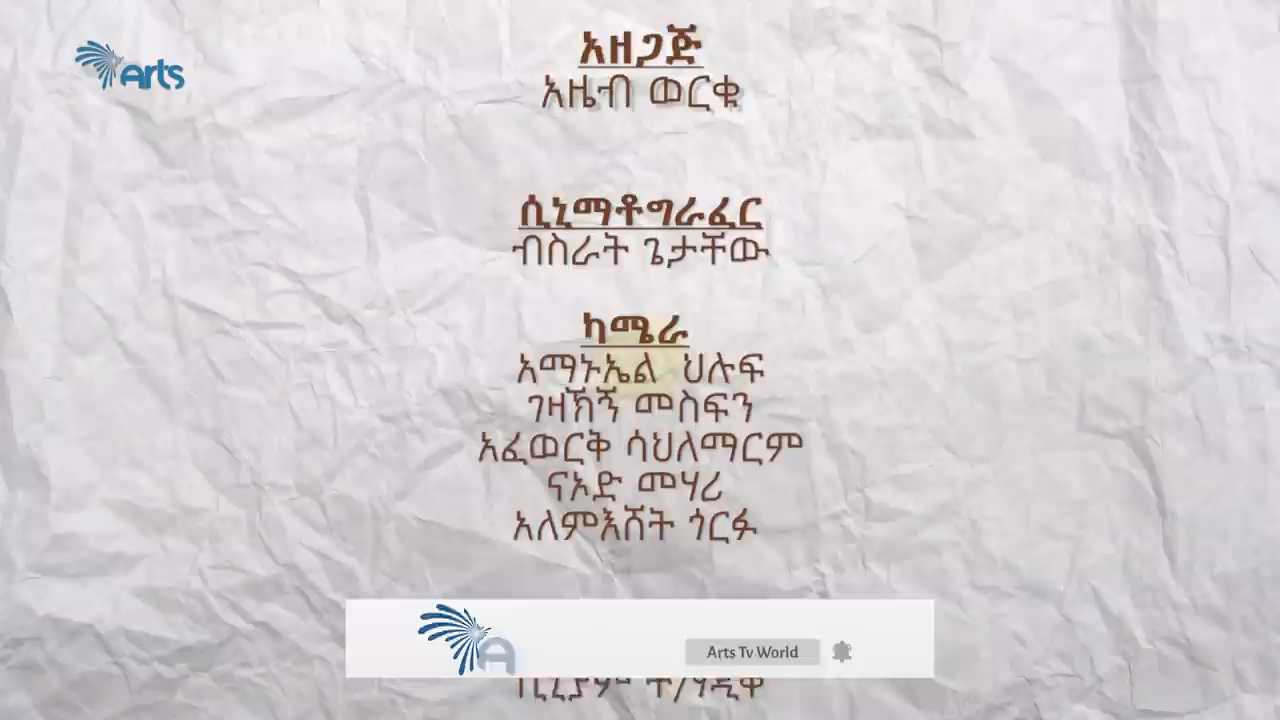 Arts
አዘጋጅ
አዜብ ወርቁ
ሲኒማቶግራፈር
ብስራት ጌታቸው
ካሜራ
አማኑኤል ህሉፍ
ገዛኽኝ መስፍን
አፈወርቅ ሳህለማርም
ናኦድ መሃሪ
አለምእሸት ጎርፉ
A
Arts Tv World